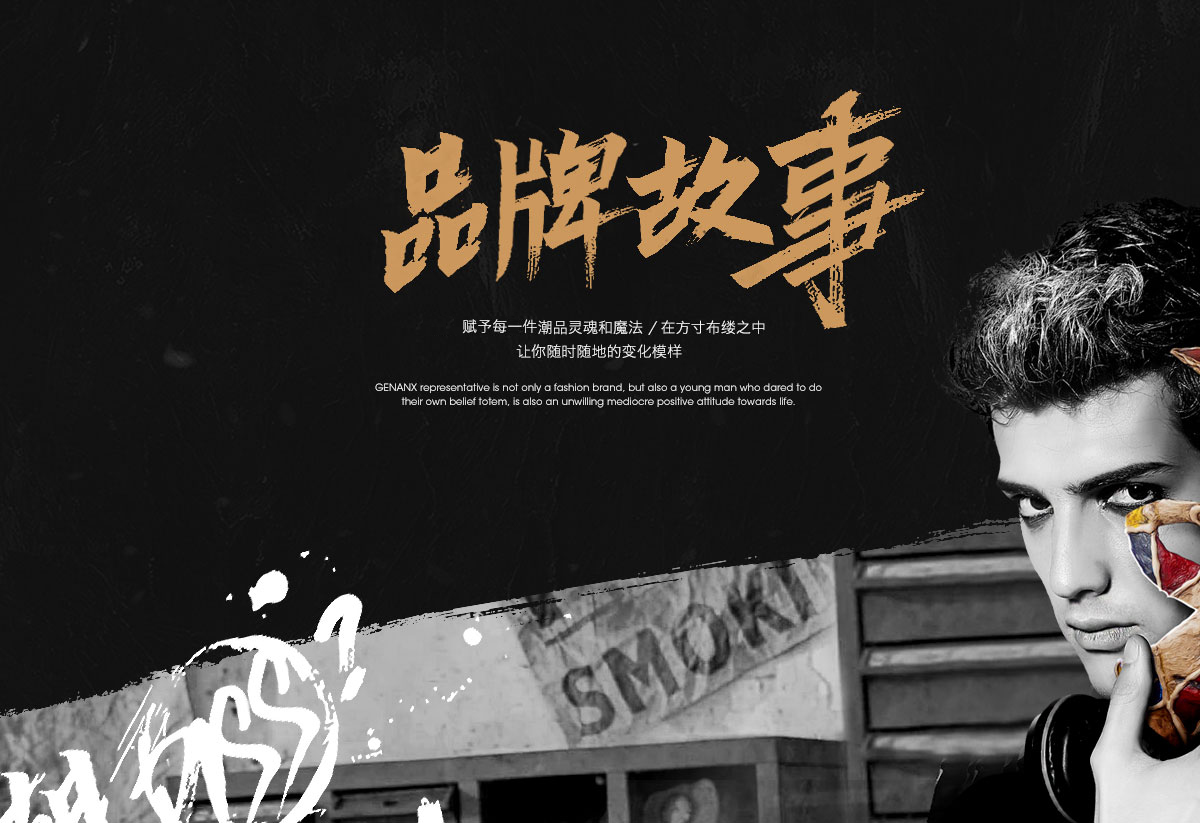 品牌故事
赋予每一件潮品灵魂和魔法 / 在方寸布缕之中
让你随时随地的变化模样
GENANX representative is not only a fashion brand, but also a young man who dared to do
their own belief totem, is also an unwilling mediocre positive attitude towards life.
SMOKI